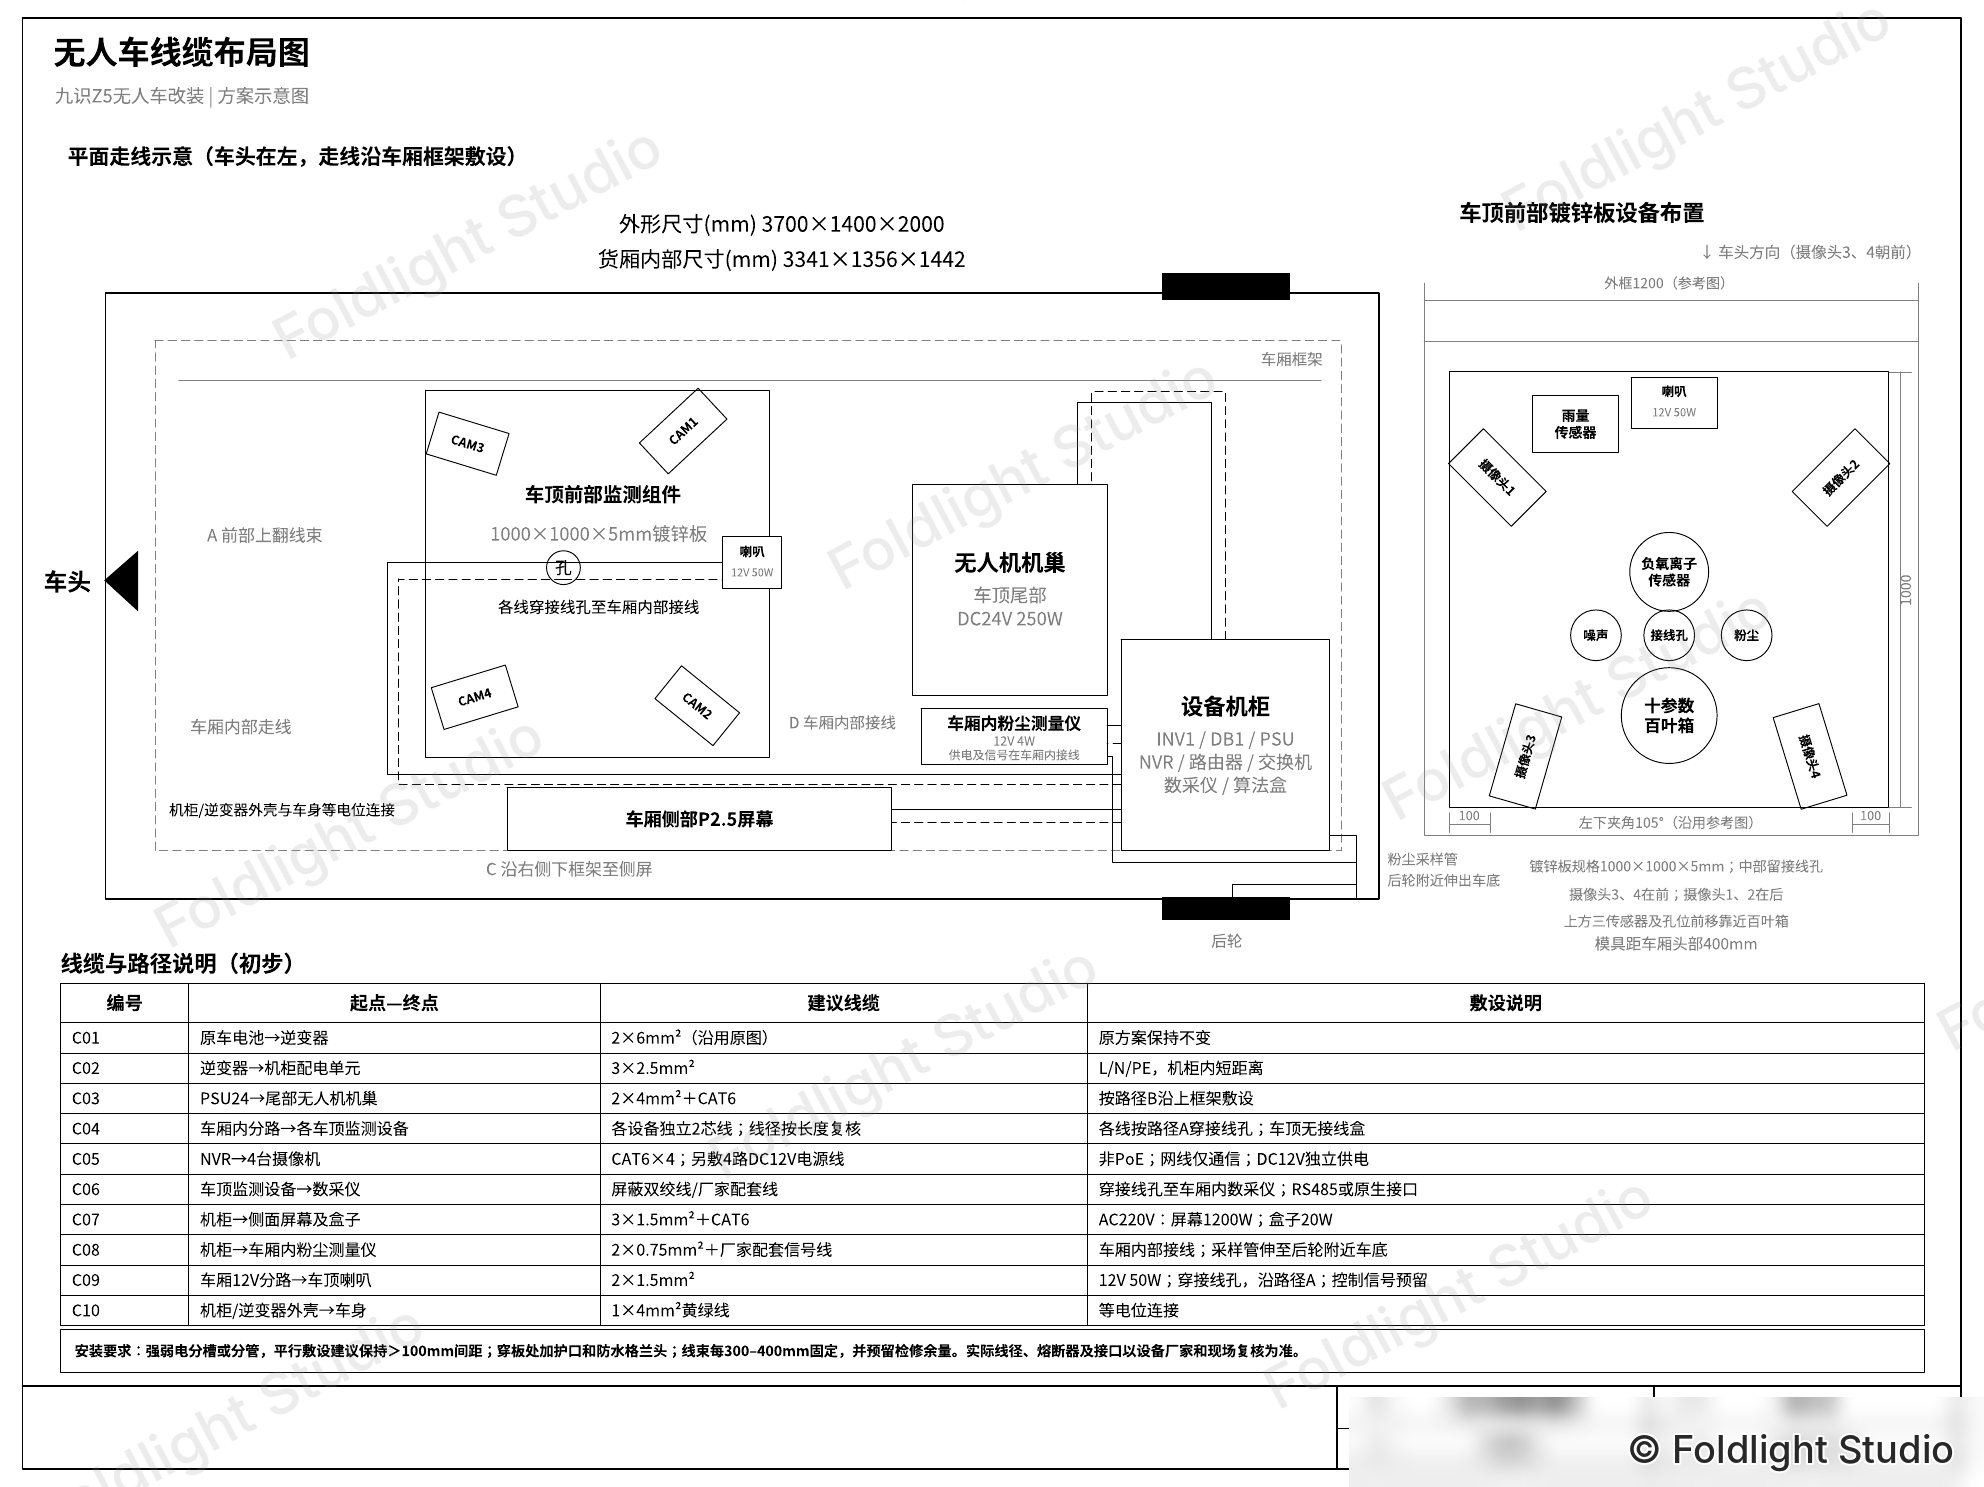 无人车线缆布局图
九识Z5无人车改装 | 方案示意图
平面走线示意（车头在左，走线沿车厢框架敷设）
外形尺寸(mm) 3700×1400×2000
货厢内部尺寸(mm) 3341×1356×1442
车厢框架
CAM3
CAM1
车顶前部监测组件
1000×1000×5mm镀锌板
A 前部上翻线束
孔
喇叭
12V 50W
各线穿接线孔至车厢内部接线
车头
CAM4
CAM2
车厢内部走线
D 车厢内部接线
无人机机巢
车顶尾部
DC24V 250W
车厢内粉尘测量仪
12V 4W
供电及信号在车厢内接线
设备机柜
INV1 / DB1 / PSU
NVR / 路由器 / 交换机
数采仪 / 算法盒
机柜/逆变器外壳与车身等电位连接
车厢侧部P2.5屏幕
C 沿右侧下框架至侧屏
粉尘采样管
后轮附近伸出车底
后轮
车顶前部镀锌板设备布置
↓ 车头方向（摄像头3、4朝前）
外框1200（参考图）
雨量
传感器
喇叭
12V 50W
摄像头1
摄像头2
负氧离子
传感器
噪声
接线孔
粉尘
1000
十参数
百叶箱
摄像头3
摄像头4
100
左下夹角105°（沿用参考图）
100
镀锌板规格1000×1000×5mm；中部留接线孔
摄像头3、4在前；摄像头1、2在后
上方三传感器及孔位前移靠近百叶箱
模具距车厢头部400mm
线缆与路径说明（初步）
编号 起点—终点 建议线缆 敷设说明
C01 原车电池→逆变器 2×6mm²（沿用原图） 原方案保持不变
C02 逆变器→机柜配电单元 3×2.5mm² L/N/PE，机柜内短距离
C03 PSU24→尾部无人机机巢 2×4mm²＋CAT6 按路径B沿上框架敷设
C04 车厢内分路→各车顶监测设备 各设备独立2芯线；线径按长度复核 各线按路径A穿接线孔；车顶无接线盒
C05 NVR→4台摄像机 CAT6×4；另敷4路DC12V电源线 非PoE；网线仅通信；DC12V独立供电
C06 车顶监测设备→数采仪 屏蔽双绞线/厂家配套线 穿接线孔至车厢内数采仪；RS485或原生接口
C07 机柜→侧面屏幕及盒子 3×1.5mm²＋CAT6 AC220V：屏幕1200W；盒子20W
C08 机柜→车厢内粉尘测量仪 2×0.75mm²＋厂家配套信号线 车厢内部接线；采样管伸至后轮附近车底
C09 车厢12V分路→车顶喇叭 2×1.5mm² 12V 50W；穿接线孔，沿路径A；控制信号预留
C10 机柜/逆变器外壳→车身 1×4mm²黄绿线 等电位连接
安装要求：强弱电分槽或分管，平行敷设建议保持＞100mm间距；穿板处加护口和防水格兰头；线束每300–400mm固定，并预留检修余量。实际线径、熔断器及接口以设备厂家和现场复核为准。
© Foldlight Studio